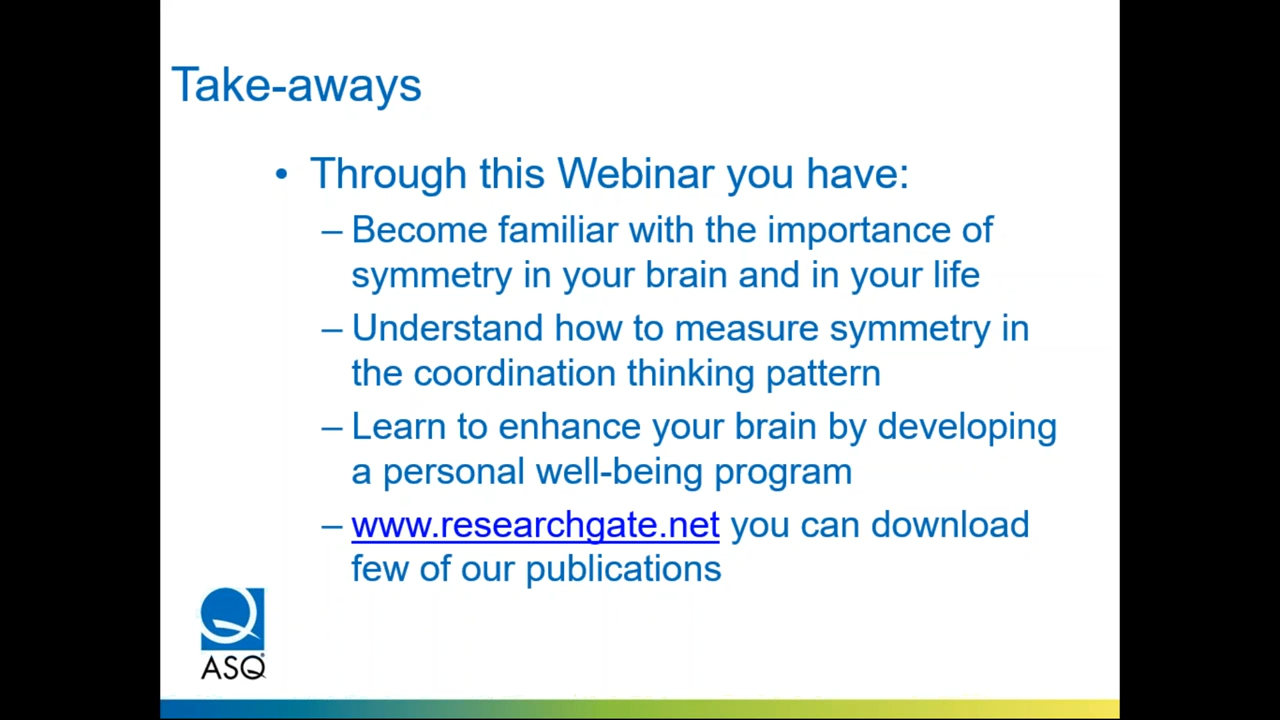 Take-aways
• Through this Webinar you have:
– Become familiar with the importance of
symmetry in your brain and in your life
– Understand how to measure symmetry in
the coordination thinking pattern
– Learn to enhance your brain by developing
a personal well-being program
– www.researchgate.net you can download
few of our publications
ASQ